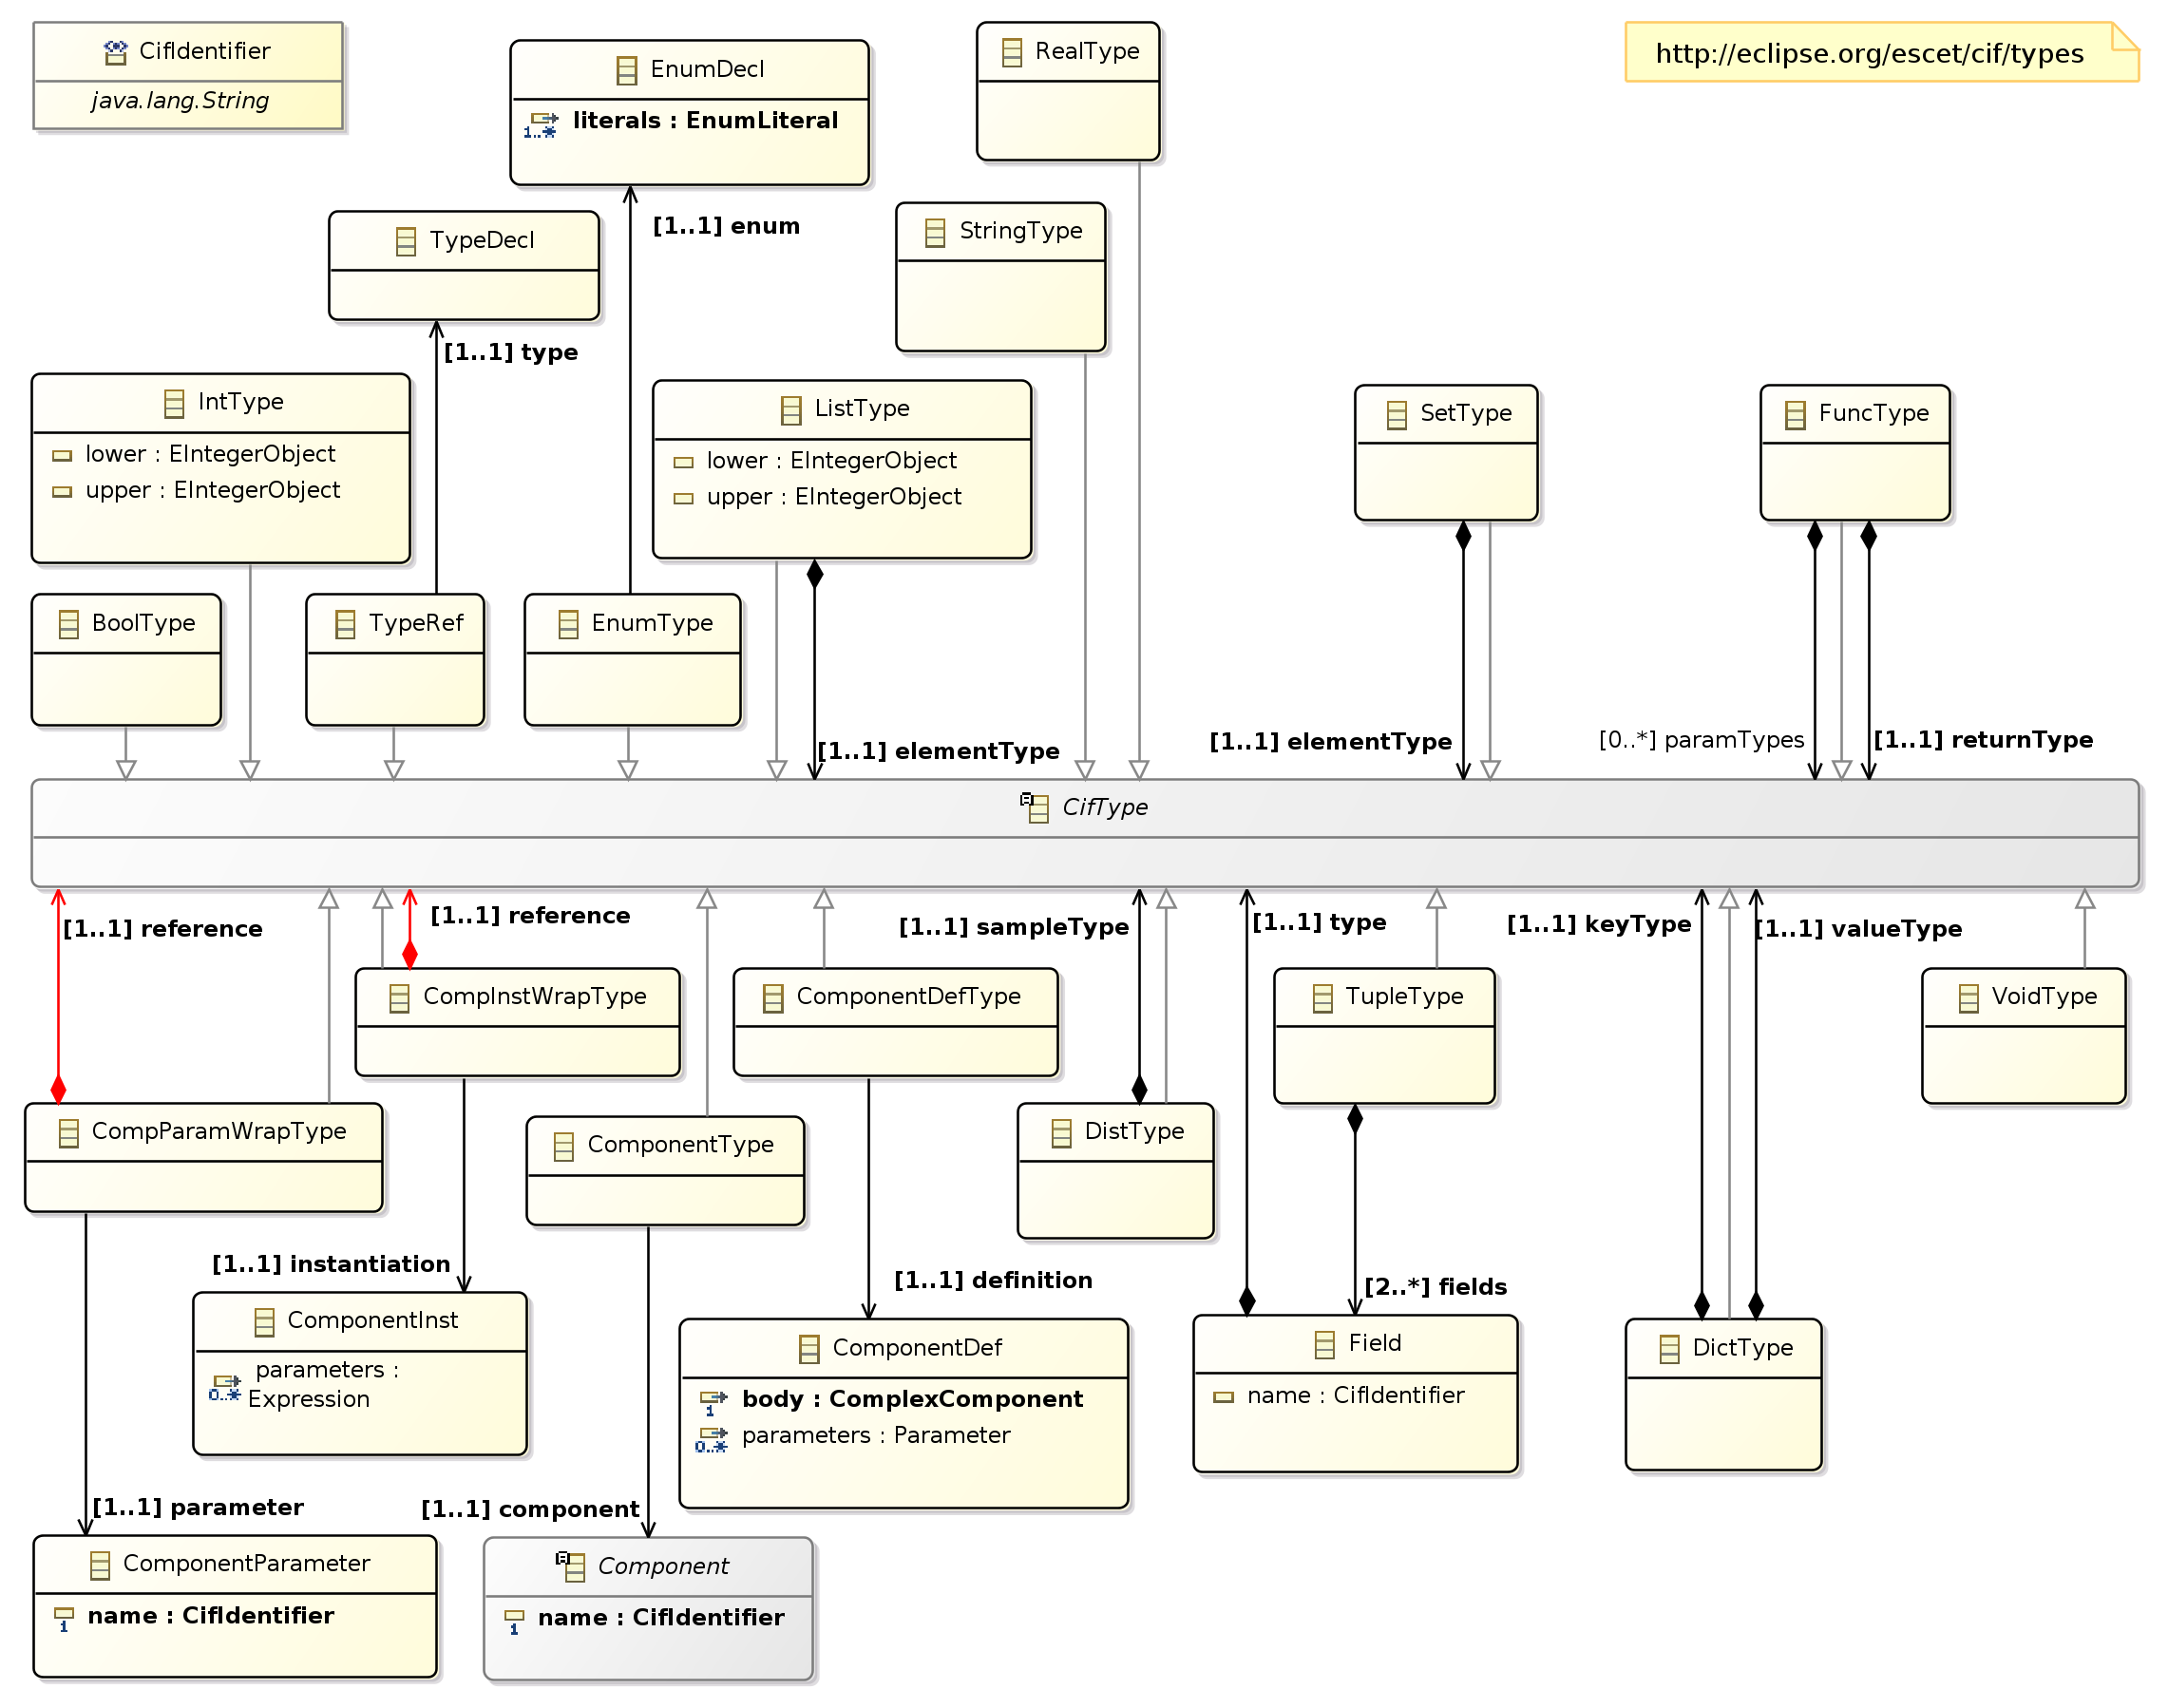 CifIdentifier
java.lang.String
EnumDecl
literals : EnumLiteral
1..*
RealType
http://eclipse.org/escet/cif/types
TypeDecl
[1..1] enum
StringType
[1..1] type
IntType
lower : EIntegerObject
upper : EIntegerObject
ListType
lower : EIntegerObject
upper : EIntegerObject
SetType
FuncType
BoolType
TypeRef
EnumType
[1..1] elementType
[1..1] elementType
[0..*] paramTypes
[1..1] returnType
CifType
[1..1] reference
[1..1] reference
[1..1] sampleType
[1..1] type
[1..1] keyType
[1..1] valueType
CompInstWrapType
ComponentDefType
TupleType
VoidType
CompParamWrapType
ComponentType
DistType
[1..1] instantiation
[1..1] definition
[2..*] fields
ComponentInst
parameters :
Expression
0..*
ComponentDef
body : ComplexComponent
1
parameters : Parameter
0..*
Field
name : CifIdentifier
DictType
[1..1] parameter
[1..1] component
ComponentParameter
name : CifIdentifier
1
Component
name : CifIdentifier
1